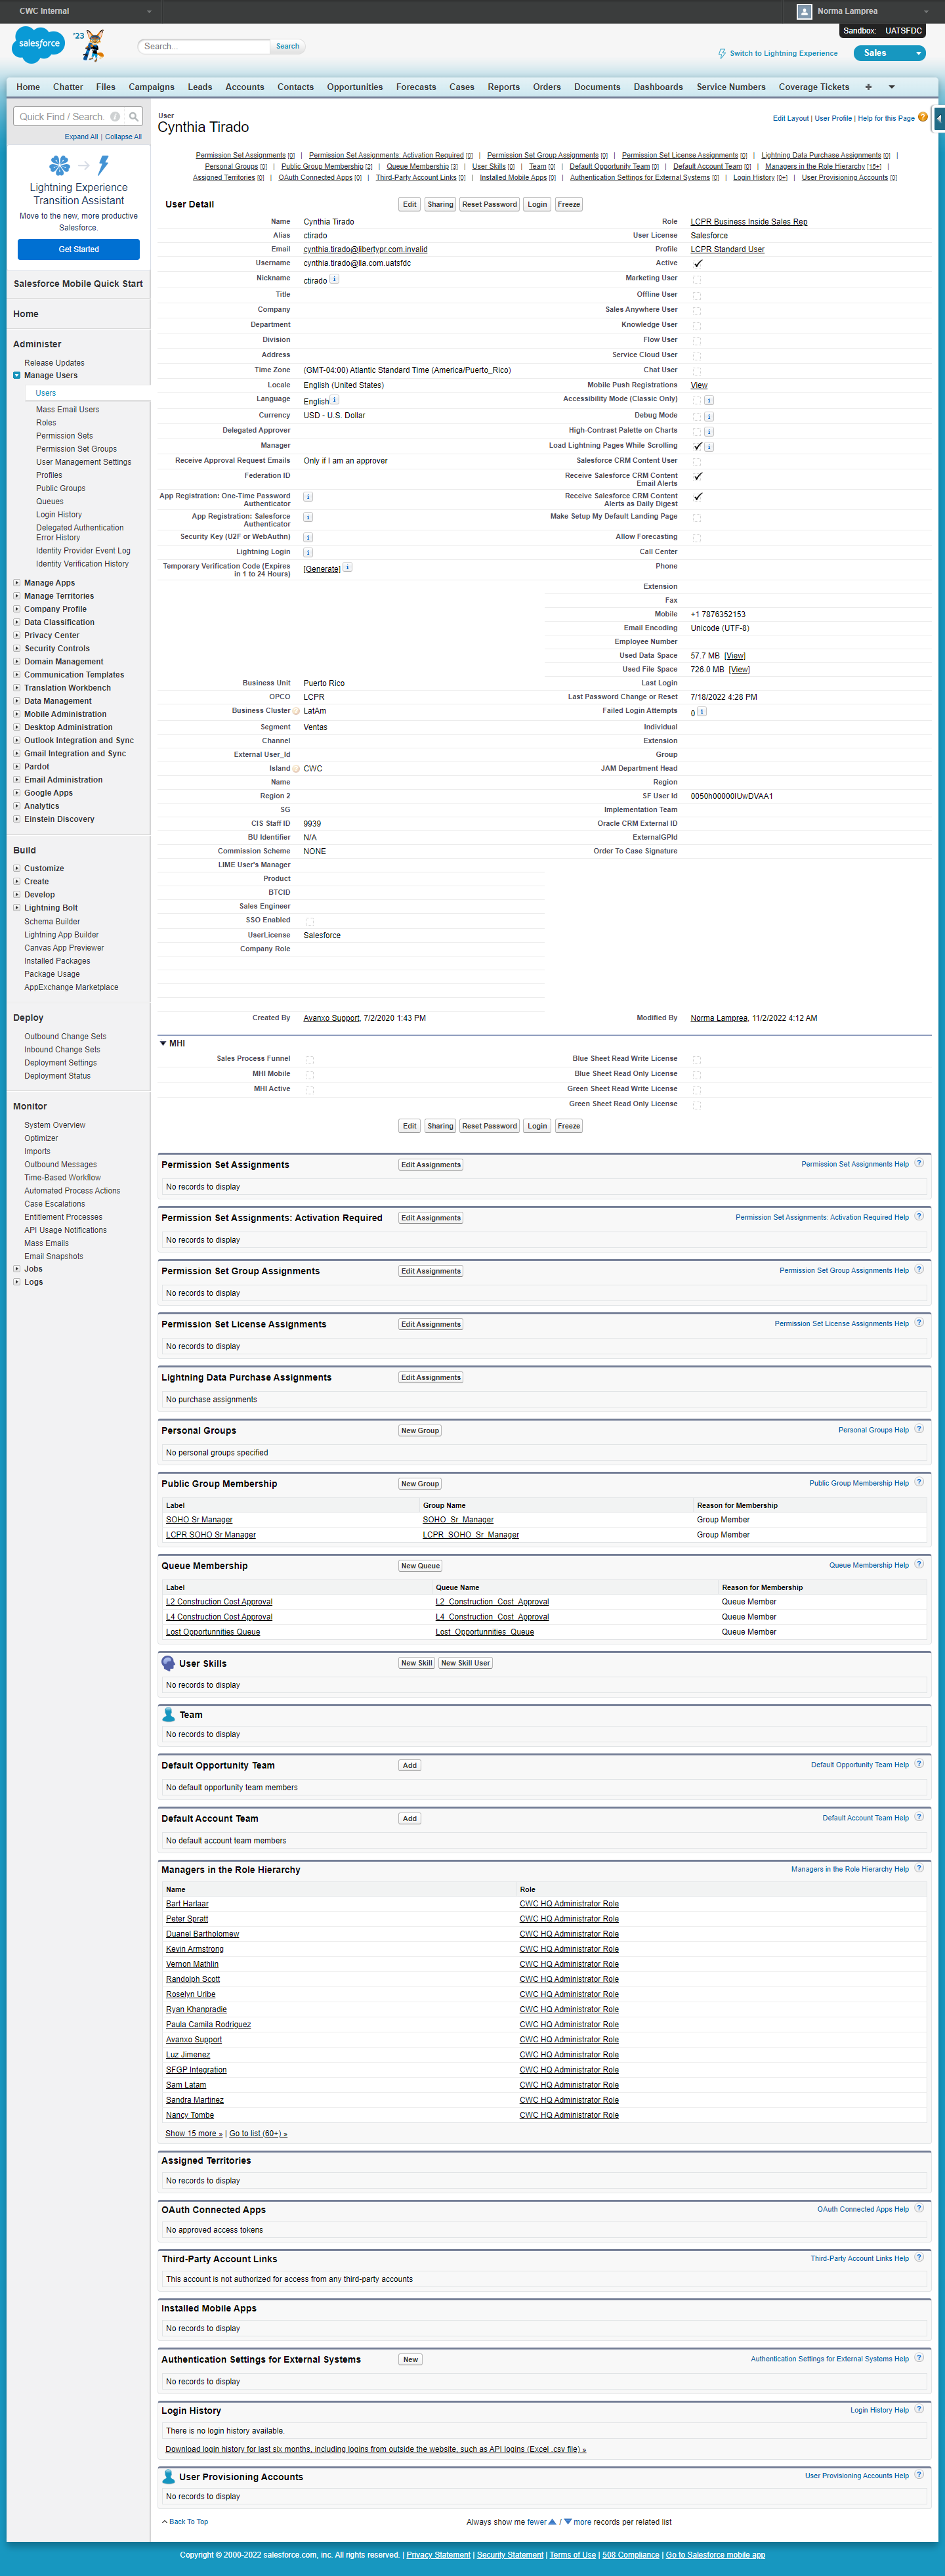 CWC Internal
Norma Lamprea
Sandbox: UATSFDC
salesforce
'23
Search...
Search
Switch to Lightning Experience
Sales
Home Chatter Files Campaigns Leads Accounts Contacts Opportunities Forecasts Cases Reports Orders Documents Dashboards Service Numbers Coverage Tickets +
Quick Find / Search...
Expand All | Collapse All
Lightning Experience
Transition Assistant
Move to the new, more productive
Salesforce.
Get Started
Salesforce Mobile Quick Start
Home
Administer
Release Updates
Manage Users
Users
Mass Email Users
Roles
Permission Sets
Permission Set Groups
User Management Settings
Profiles
Public Groups
Queues
Login History
Delegated Authentication
Error History
Identity Provider Event Log
Identity Verification History
Manage Apps
Manage Territories
Company Profile
Data Classification
Privacy Center
Security Controls
Domain Management
Communication Templates
Translation Workbench
Data Management
Mobile Administration
Desktop Administration
Outlook Integration and Sync
Gmail Integration and Sync
Pardot
Email Administration
Google Apps
Analytics
Einstein Discovery
Build
Customize
Create
Develop
Lightning Bolt
Schema Builder
Lightning App Builder
Canvas App Previewer
Installed Packages
Package Usage
AppExchange Marketplace
Deploy
Outbound Change Sets
Inbound Change Sets
Deployment Settings
Deployment Status
Monitor
System Overview
Optimizer
Imports
Outbound Messages
Time-Based Workflow
Automated Process Actions
Case Escalations
Entitlement Processes
API Usage Notifications
Mass Emails
Email Snapshots
Jobs
Logs
User
Cynthia Tirado
Edit Layout | User Profile | Help for this Page
Permission Set Assignments [0] | Permission Set Assignments: Activation Required [0] | Permission Set Group Assignments [0] | Permission Set License Assignments [0] | Lightning Data Purchase Assignments [0] |
Personal Groups [0] | Public Group Membership [2] | Queue Membership [3] | User Skills [0] | Team [0] | Default Opportunity Team [0] | Default Account Team [0] | Managers in the Role Hierarchy [15+] |
Assigned Territories [0] | OAuth Connected Apps [0] | Third-Party Account Links [0] | Installed Mobile Apps [0] | Authentication Settings for External Systems [0] | Login History [0+] | User Provisioning Accounts [0]
User Detail Edit Sharing Reset Password Login Freeze
Name Cynthia Tirado Role LCPR Business Inside Sales Rep
Alias ctirado User License Salesforce
Email cynthia.tirado@libertypr.com.invalid Profile LCPR Standard User
Username cynthia.tirado@lla.com.uatsfdc Active
Nickname ctirado Marketing User
Title Offline User
Company Sales Anywhere User
Department Knowledge User
Division Flow User
Address Service Cloud User
Time Zone (GMT-04:00) Atlantic Standard Time (America/Puerto_Rico) Chat User
Locale English (United States) Mobile Push Registrations View
Language English Accessibility Mode (Classic Only)
Currency USD - U.S. Dollar Debug Mode
Delegated Approver High-Contrast Palette on Charts
Manager Load Lightning Pages While Scrolling
Receive Approval Request Emails Only if I am an approver Salesforce CRM Content User
Federation ID Receive Salesforce CRM Content
Email Alerts
App Registration: One-Time Password
Authenticator
Receive Salesforce CRM Content
Alerts as Daily Digest
App Registration: Salesforce
Authenticator
Make Setup My Default Landing Page
Security Key (U2F or WebAuthn) Allow Forecasting
Lightning Login Call Center
Temporary Verification Code (Expires
in 1 to 24 Hours) [Generate] Phone
Extension
Fax
Mobile +1 7876352153
Email Encoding Unicode (UTF-8)
Employee Number
Used Data Space 57.7 MB [View]
Used File Space 726.0 MB [View]
Business Unit Puerto Rico Last Login
OPCO LCPR Last Password Change or Reset 7/18/2022 4:28 PM
Business Cluster LatAm Failed Login Attempts 0
Segment Ventas Individual
Channel Extension
External User_Id Group
Island CWC JAM Department Head
Name Region
Region 2 SF User Id 0050h00000IUwDVAA1
SG Implementation Team
CIS Staff ID 9939 Oracle CRM External ID
BU Identifier N/A ExternalGPId
Commission Scheme NONE Order To Case Signature
LIME User's Manager
Product
BTCID
Sales Engineer
SSO Enabled
UserLicense Salesforce
Company Role
Created By Avanxo Support, 7/2/2020 1:43 PM Modified By Norma Lamprea, 11/2/2022 4:12 AM
MHI
Sales Process Funnel Blue Sheet Read Write License
MHI Mobile Blue Sheet Read Only License
MHI Active Green Sheet Read Write License
Green Sheet Read Only License
Edit Sharing Reset Password Login Freeze
Permission Set Assignments Edit Assignments Permission Set Assignments Help
No records to display
Permission Set Assignments: Activation Required Edit Assignments Permission Set Assignments: Activation Required Help
No records to display
Permission Set Group Assignments Edit Assignments Permission Set Group Assignments Help
No records to display
Permission Set License Assignments Edit Assignments Permission Set License Assignments Help
No records to display
Lightning Data Purchase Assignments Edit Assignments
No purchase assignments
Personal Groups New Group Personal Groups Help
No personal groups specified
Public Group Membership New Group Public Group Membership Help
Label Group Name Reason for Membership
SOHO Sr Manager SOHO_Sr_Manager Group Member
LCPR SOHO Sr Manager LCPR_SOHO_Sr_Manager Group Member
Queue Membership New Queue Queue Membership Help
Label Queue Name Reason for Membership
L2 Construction Cost Approval L2_Construction_Cost_Approval Queue Member
L4 Construction Cost Approval L4_Construction_Cost_Approval Queue Member
Lost Opportunnities Queue Lost_Opportunnities_Queue Queue Member
User Skills New Skill New Skill User
No records to display
Team
No records to display
Default Opportunity Team Add Default Opportunity Team Help
No default opportunity team members
Default Account Team Add Default Account Team Help
No default account team members
Managers in the Role Hierarchy Managers in the Role Hierarchy Help
Name Role
Bart Harlaar CWC HQ Administrator Role
Peter Spratt CWC HQ Administrator Role
Duanel Bartholomew CWC HQ Administrator Role
Kevin Armstrong CWC HQ Administrator Role
Vernon Mathlin CWC HQ Administrator Role
Randolph Scott CWC HQ Administrator Role
Roselyn Uribe CWC HQ Administrator Role
Ryan Khanpradie CWC HQ Administrator Role
Paula Camila Rodriguez CWC HQ Administrator Role
Avanxo Support CWC HQ Administrator Role
Luz Jimenez CWC HQ Administrator Role
SFGP Integration CWC HQ Administrator Role
Sam Latam CWC HQ Administrator Role
Sandra Martinez CWC HQ Administrator Role
Nancy Tombe CWC HQ Administrator Role
Show 15 more » | Go to list (60+) »
Assigned Territories
No records to display
OAuth Connected Apps OAuth Connected Apps Help
No approved access tokens
Third-Party Account Links Third-Party Account Links Help
This account is not authorized for access from any third-party accounts
Installed Mobile Apps
No records to display
Authentication Settings for External Systems New Authentication Settings for External Systems Help
No records to display
Login History Login History Help
There is no login history available.
Download login history for last six months, including logins from outside the website, such as API logins (Excel .csv file) »
User Provisioning Accounts User Provisioning Accounts Help
No records to display
Back To Top Always show me fewer / more records per related list
Copyright © 2000-2022 salesforce.com, inc. All rights reserved. | Privacy Statement | Security Statement | Terms of Use | 508 Compliance | Go to Salesforce mobile app